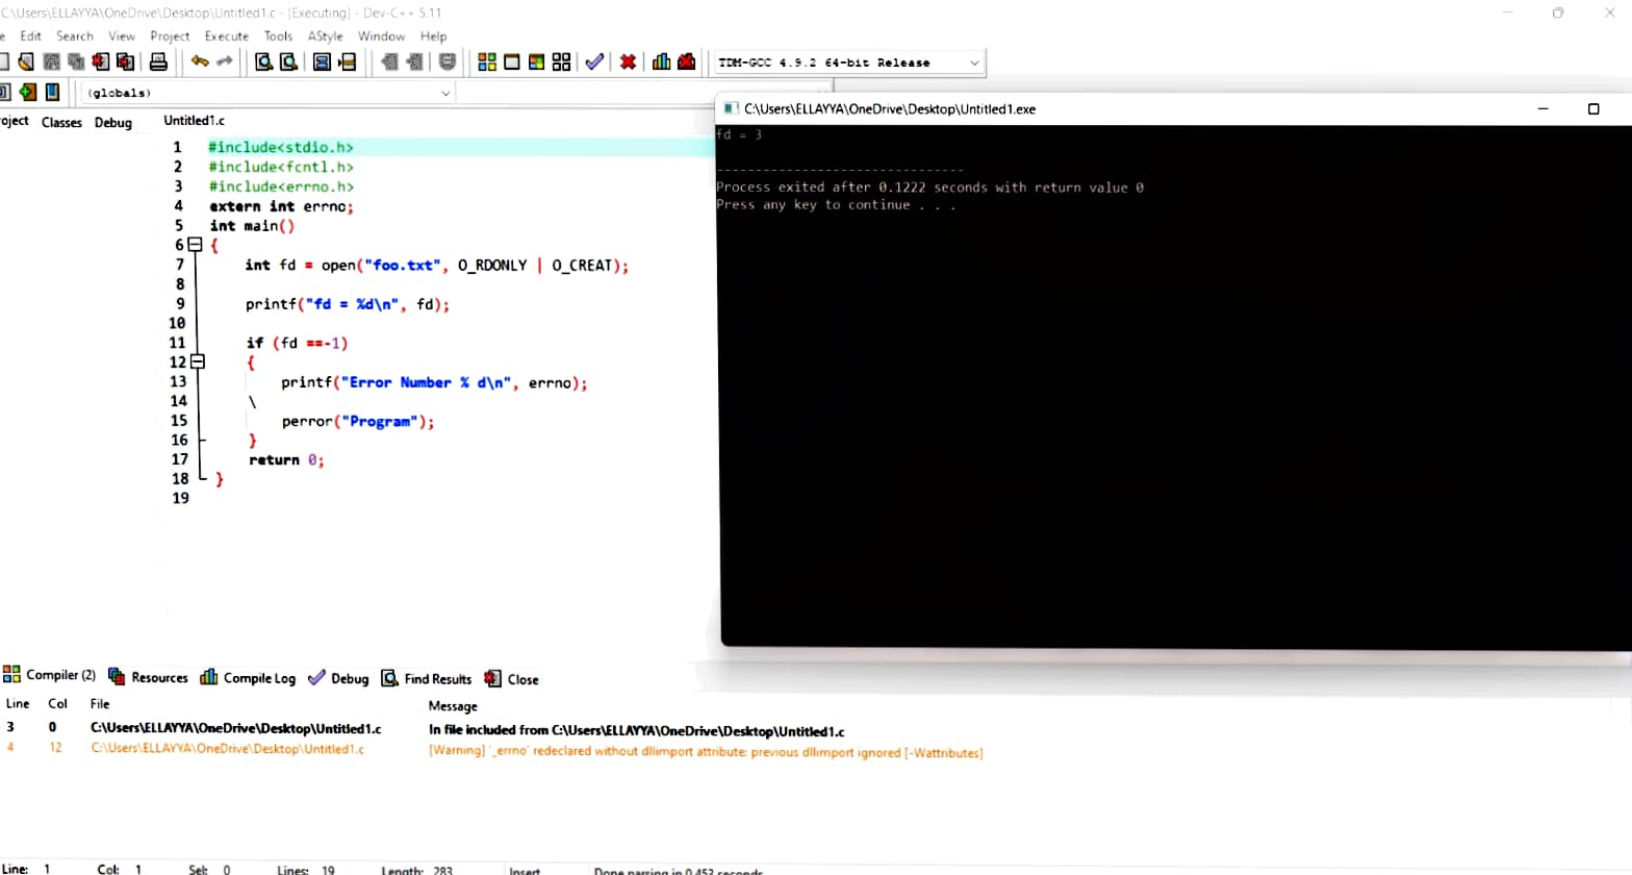 C:\Users\ELLAYYA\OneDrive\Desktop\Untitled1.c - [Executing] - Dev-C++ 5.11
Edit Search View Project Execute Tools AStyle Window Help
TDM-GCC 4.9.2 64-bit Release
(globals)
oject Classes Debug
Untitled1.c
1 #include<stdio.h>
2 #include<fcntl.h>
3 #include<errno.h>
4 extern int errno;
5 int main()
6 {
7 int fd = open("foo.txt", O_RDONLY | O_CREAT);
8
9 printf("fd = %d\n", fd);
10
11 if (fd ==-1)
12 {
13 printf("Error Number % d\n", errno);
14 \
15 perror("Program");
16 }
17 return 0;
18 }
19
C:\Users\ELLAYYA\OneDrive\Desktop\Untitled1.exe
fd = 3
--------------------------------
Process exited after 0.1222 seconds with return value 0
Press any key to continue . . .
Compiler (2) Resources Compile Log Debug Find Results Close
Line Col File Message
3 0 C:\Users\ELLAYYA\OneDrive\Desktop\Untitled1.c In file included from C:\Users\ELLAYYA\OneDrive\Desktop\Untitled1.c
4 12 C:\Users\ELLAYYA\OneDrive\Desktop\Untitled1.c [Warning] '_errno' redeclared without dllimport attribute: previous dllimport ignored [-Wattributes]
Line: 1 Col: 1 Sel: 0 Lines: 19 Length: 283 Insert Done parsing in 0.453 seconds